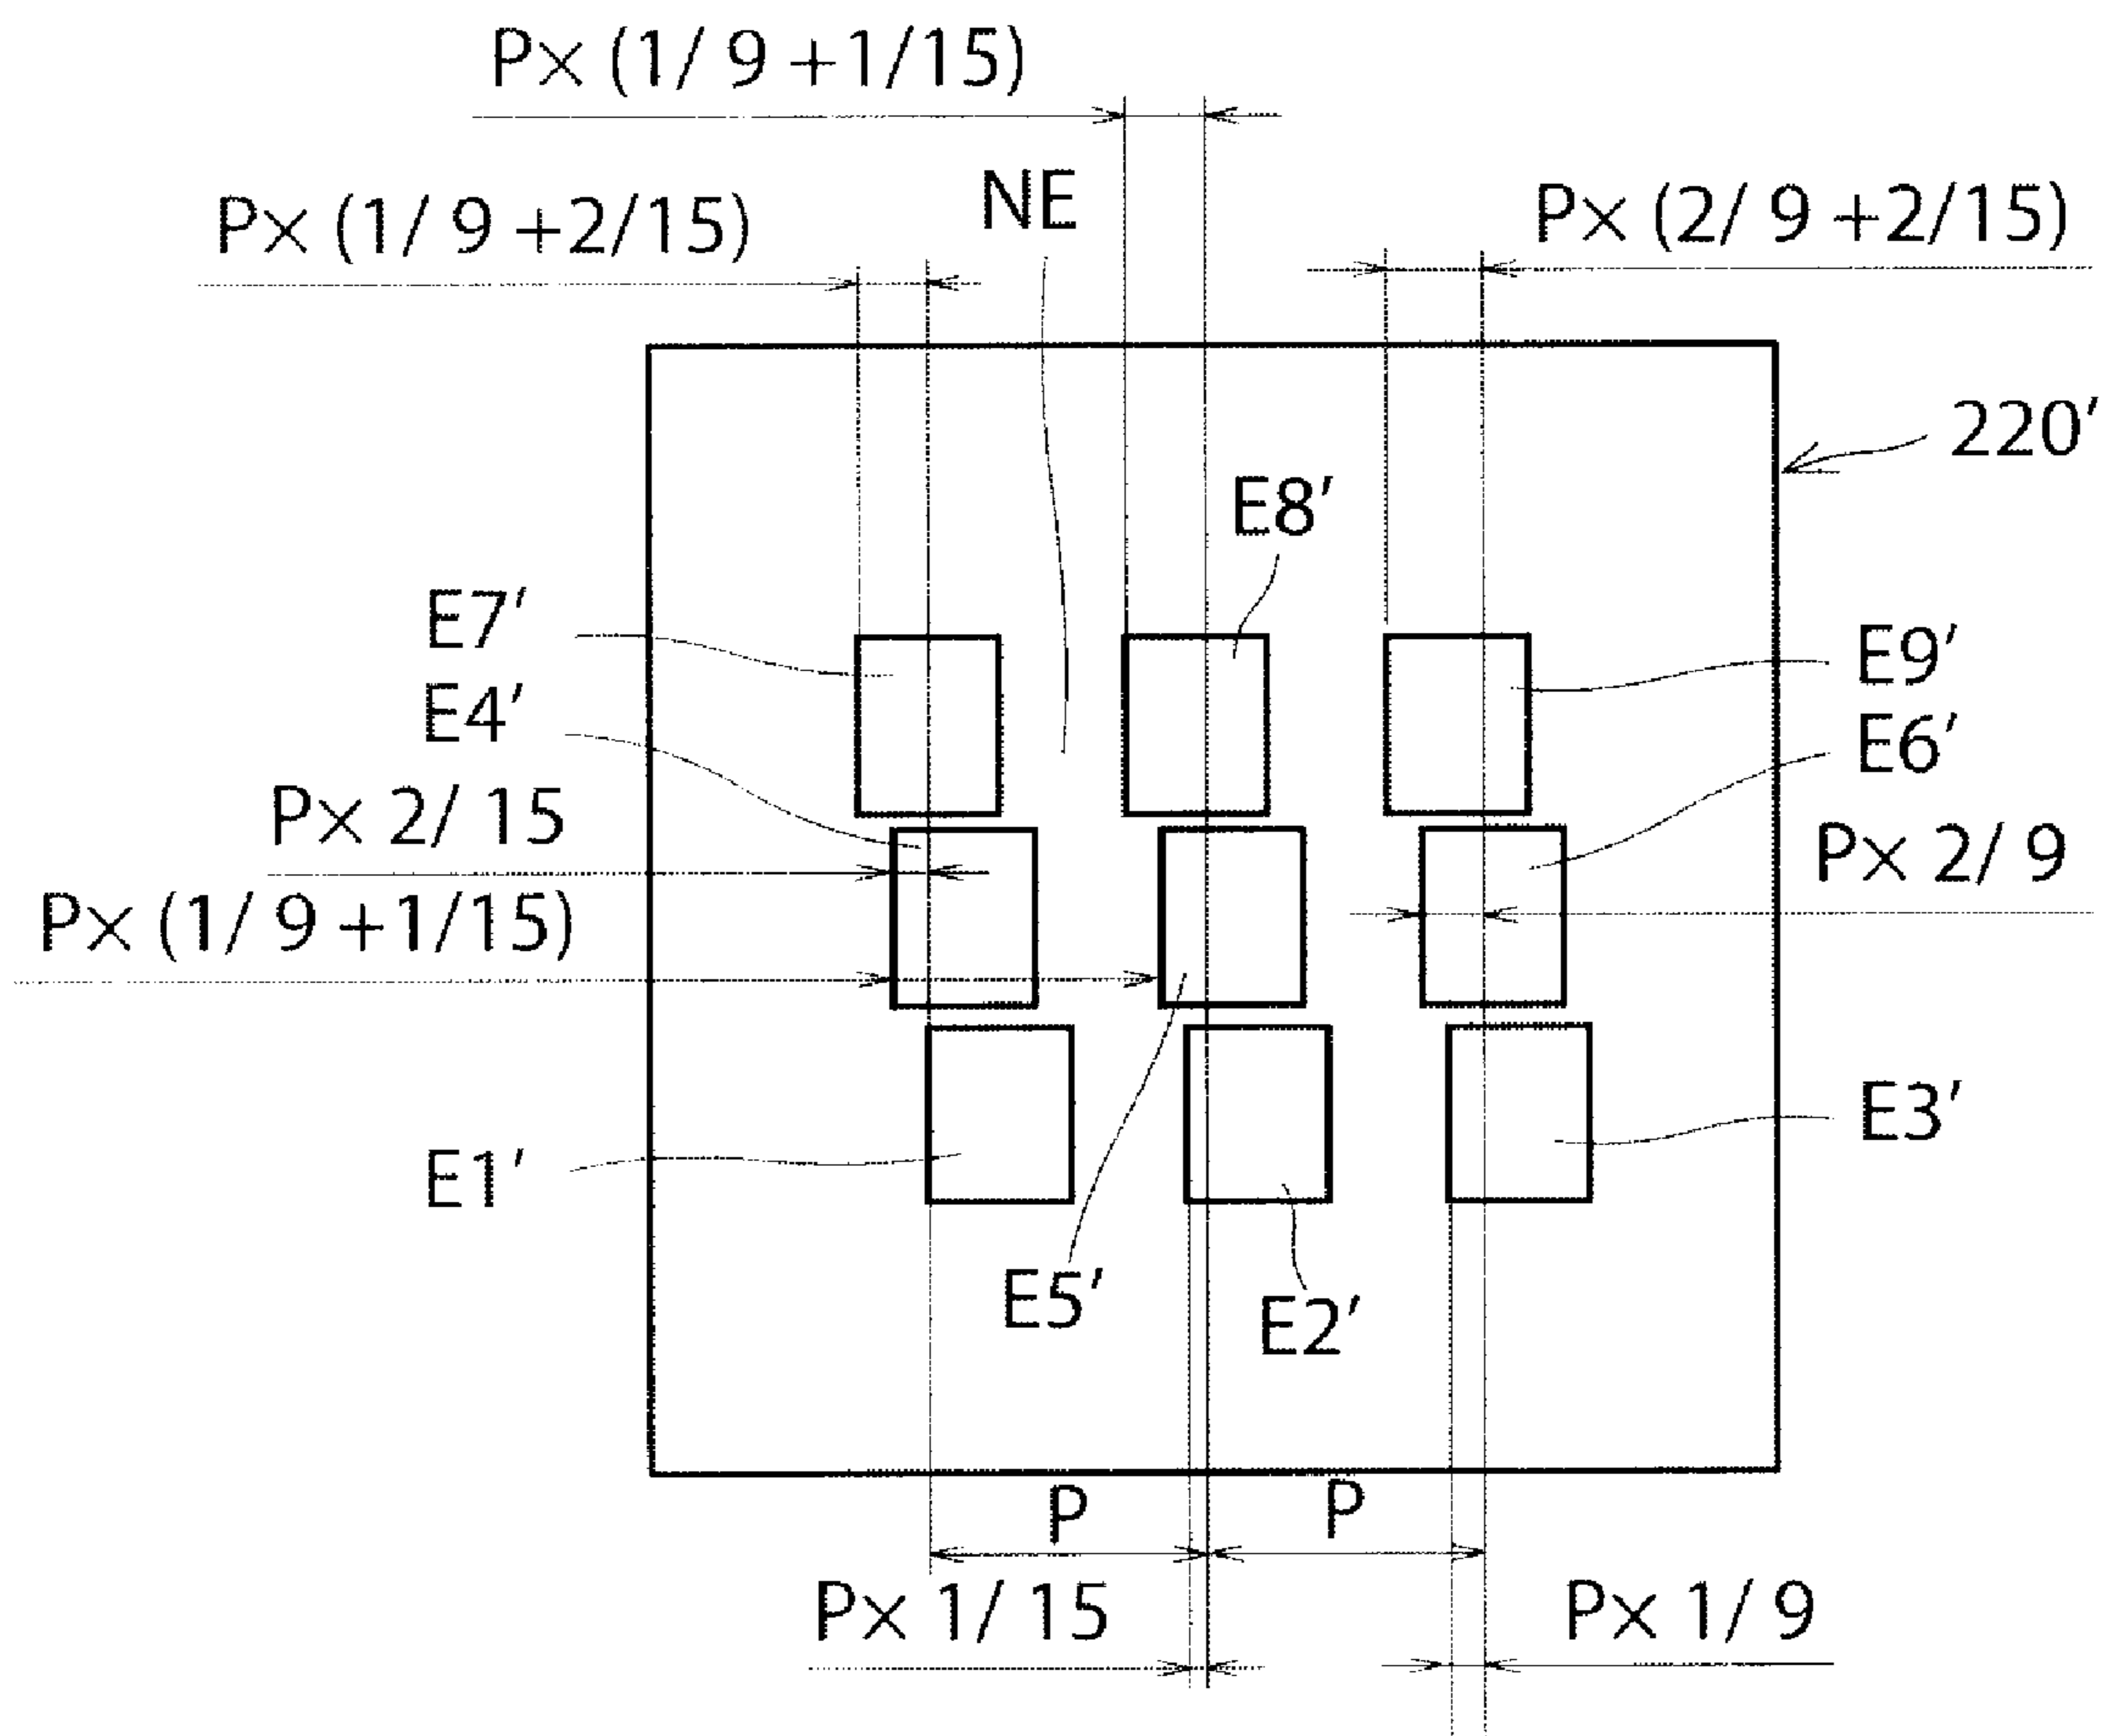 P× (1/ 9 +1/15)
NE
P× (1/ 9 +2/15)
P× (2/ 9 +2/15)
220′
E8′
E7′
E9′
E4′
E6′
P× 2/ 15
P× 2/ 9
P× (1/ 9 +1/15)
E3′
E1′
E5′
E2′
P
P
P× 1/ 15
P× 1/ 9